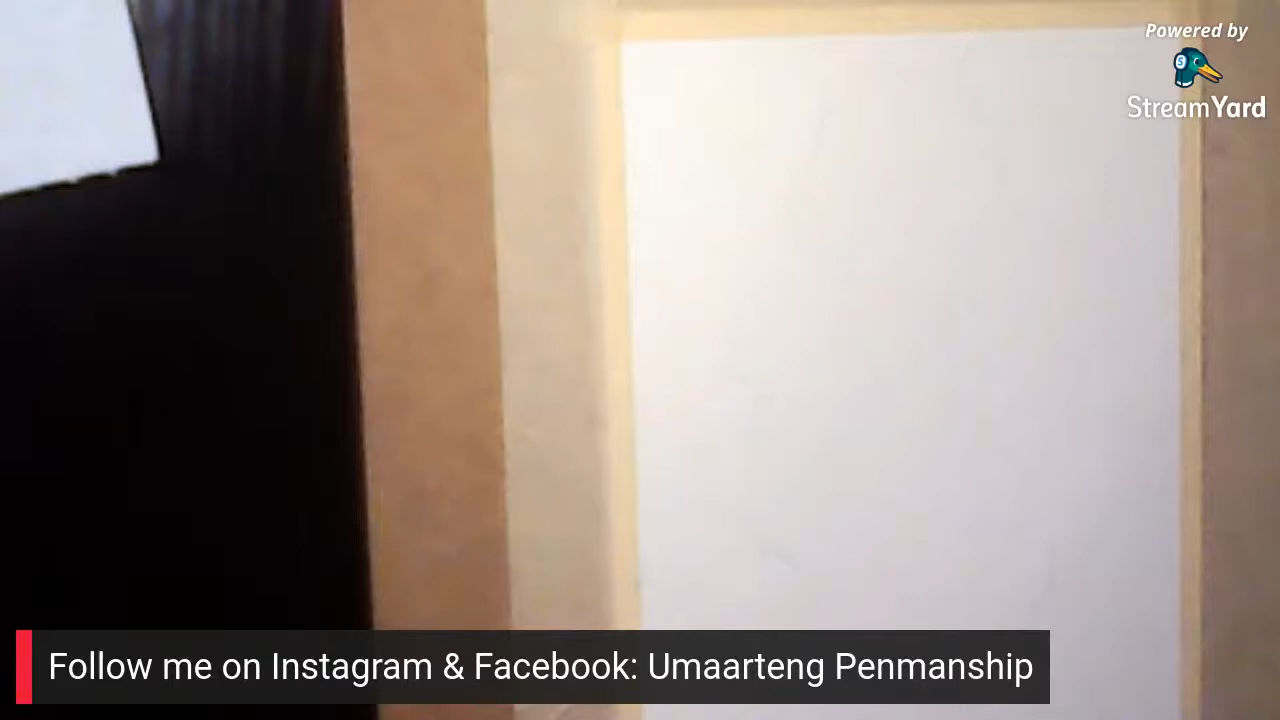 Powered by
StreamYard
Follow me on Instagram & Facebook: Umaarteng Penmanship